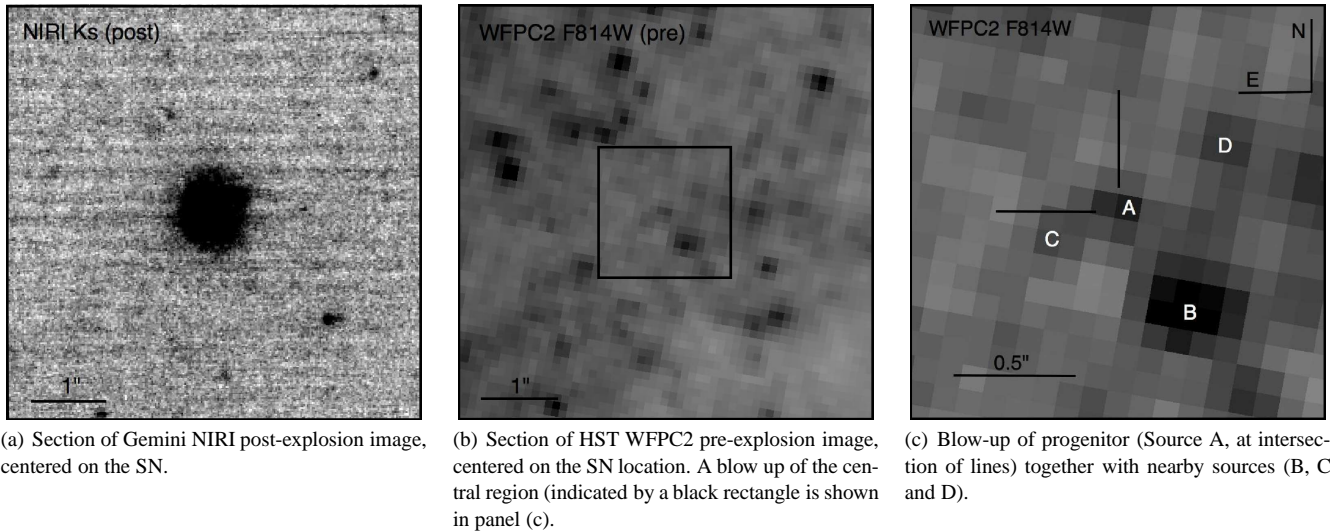 NIRI Ks (post)
1"
WFPC2 F814W (pre)
1"
WFPC2 F814W
N
E
D
A
C
B
0.5"
(a) Section of Gemini NIRI post-explosion image,
centered on the SN.
(b) Section of HST WFPC2 pre-explosion image,
centered on the SN location. A blow up of the cen-
tral region (indicated by a black rectangle is shown
in panel (c).
(c) Blow-up of progenitor (Source A, at intersec-
tion of lines) together with nearby sources (B, C
and D).